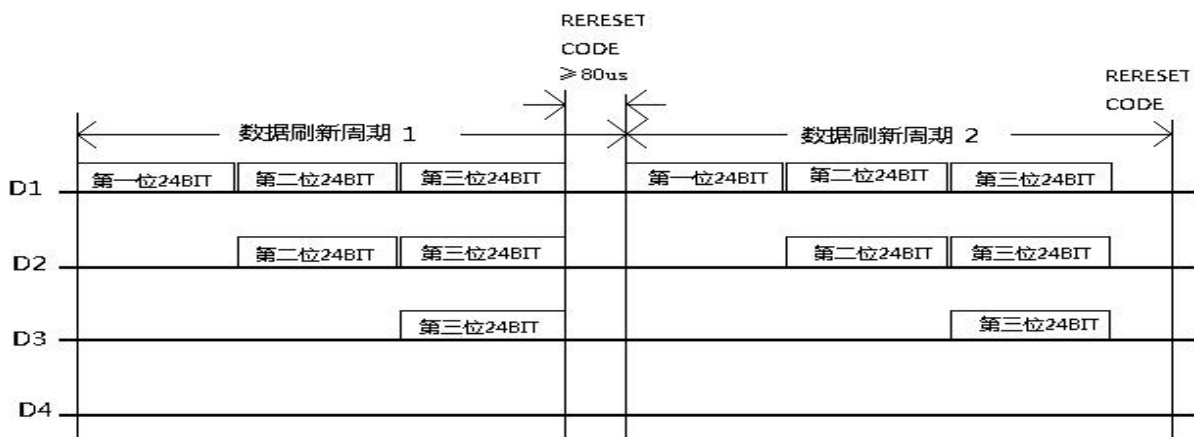 RERESET
CODE
≥80us
RERESET
CODE
数据刷新周期 1
数据刷新周期 2
D1
第一位24BIT
第二位24BIT
第三位24BIT
第一位24BIT
第二位24BIT
第三位24BIT
D2
第二位24BIT
第三位24BIT
第二位24BIT
第三位24BIT
D3
第三位24BIT
第三位24BIT
D4